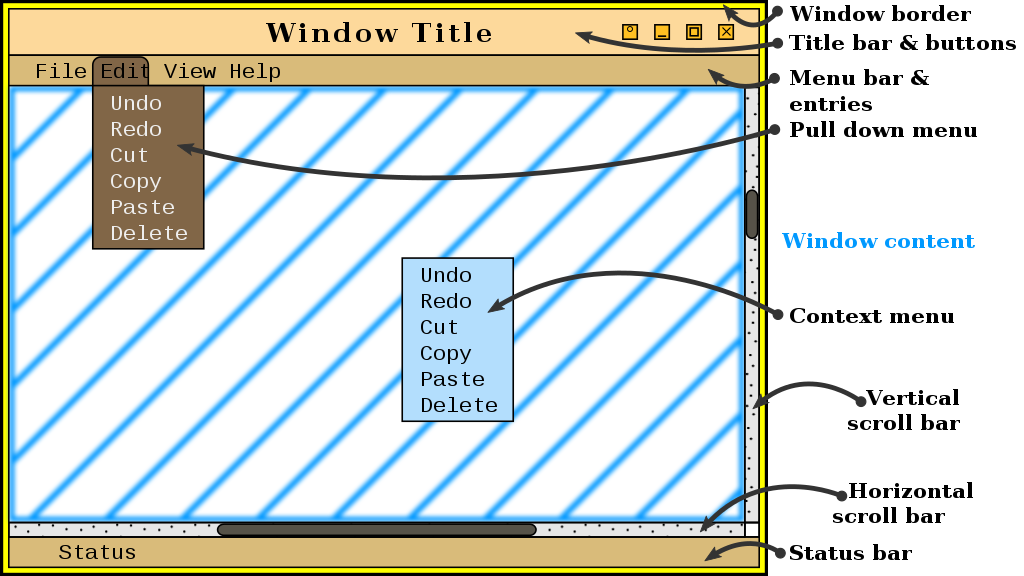 Window Title
File Edit View Help
Undo
Redo
Cut
Copy
Paste
Delete
Undo
Redo
Cut
Copy
Paste
Delete
Status
Window border
Title bar & buttons
Menu bar &
entries
Pull down menu
Window content
Context menu
Vertical
scroll bar
Horizontal
scroll bar
Status bar